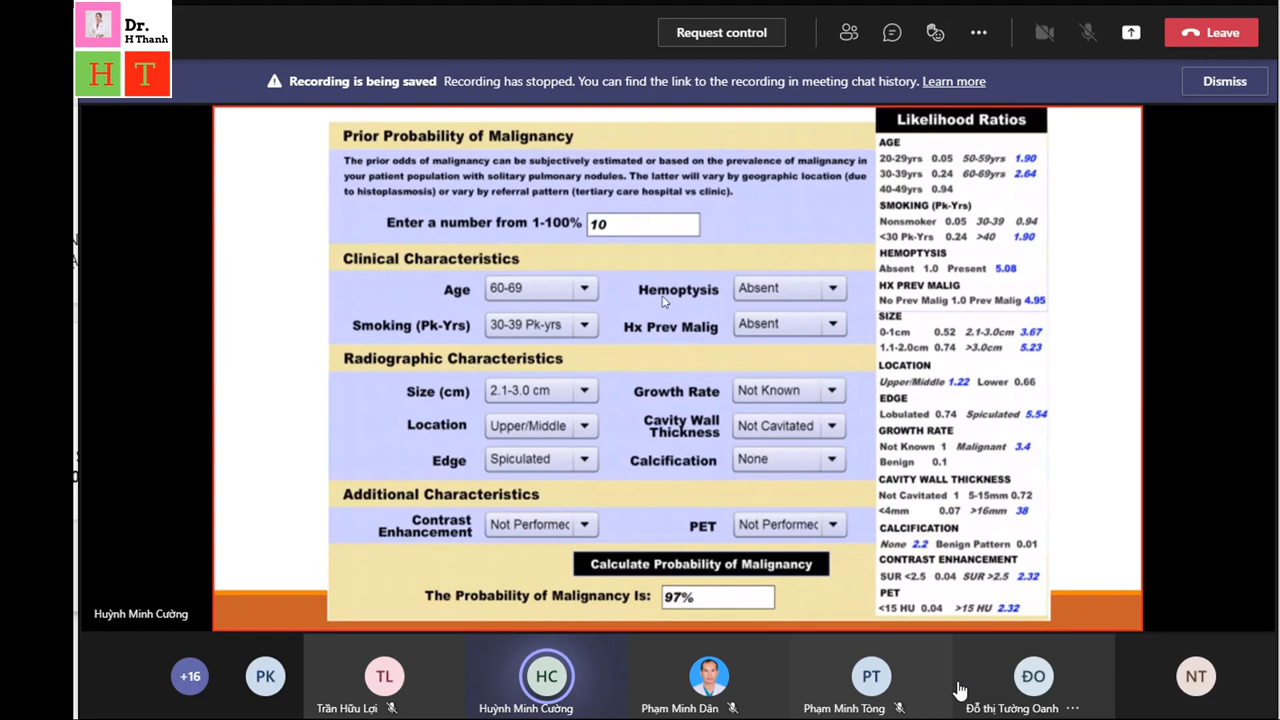 Dr.
H Thanh
H T
Request control
Leave
Recording is being saved Recording has stopped. You can find the link to the recording in meeting chat history. Learn more
Dismiss
Prior Probability of Malignancy
The prior odds of malignancy can be subjectively estimated or based on the prevalence of malignancy in
your patient population with solitary pulmonary nodules. The latter will vary by geographic location (due
to histoplasmosis) or vary by referral pattern (tertiary care hospital vs clinic).
Enter a number from 1-100% 10
Clinical Characteristics
Age 60-69 Hemoptysis Absent
Smoking (Pk-Yrs) 30-39 Pk-yrs Hx Prev Malig Absent
Radiographic Characteristics
Size (cm) 2.1-3.0 cm Growth Rate Not Known
Location Upper/Middle Cavity Wall Thickness Not Cavitated
Edge Spiculated Calcification None
Additional Characteristics
Contrast Enhancement Not Performec PET Not Performec
Calculate Probability of Malignancy
The Probability of Malignancy Is: 97%
Likelihood Ratios
AGE
20-29yrs 0.05 50-59yrs 1.90
30-39yrs 0.24 60-69yrs 2.64
40-49yrs 0.94
SMOKING (Pk-Yrs)
Nonsmoker 0.05 30-39 0.94
<30 Pk-Yrs 0.24 >40 1.90
HEMOPTYSIS
Absent 1.0 Present 5.08
HX PREV MALIG
No Prev Malig 1.0 Prev Malig 4.95
SIZE
0-1cm 0.52 2.1-3.0cm 3.67
1.1-2.0cm 0.74 >3.0cm 5.23
LOCATION
Upper/Middle 1.22 Lower 0.66
EDGE
Lobulated 0.74 Spiculated 5.54
GROWTH RATE
Not Known 1 Malignant 3.4
Benign 0.1
CAVITY WALL THICKNESS
Not Cavitated 1 5-15mm 0.72
<4mm 0.07 >16mm 38
CALCIFICATION
None 2.2 Benign Pattern 0.01
CONTRAST ENHANCEMENT
SUR <2.5 0.04 SUR >2.5 2.32
PET
<15 HU 0.04 >15 HU 2.32
Huỳnh Minh Cường
+16 PK TL HC PT ĐO NT
Trần Hữu Lợi Huỳnh Minh Cường Phạm Minh Dân Phạm Minh Tòng Đỗ thị Tường Oanh